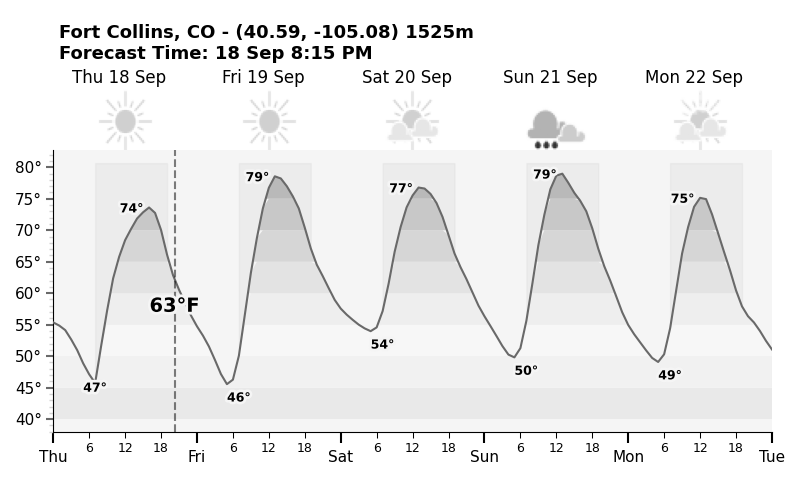 Fort Collins, CO - (40.59, -105.08) 1525m
Forecast Time: 18 Sep 8:15 PM
Thu 18 Sep Fri 19 Sep Sat 20 Sep Sun 21 Sep Mon 22 Sep
80°
79° 79°
77°
75° 75°
74°
70°
65°
60°
63°F
55°
54°
50° 50°
49°
45° 47°
46°
40°
6 12 18 6 12 18 6 12 18 6 12 18 6 12 18
Thu Fri Sat Sun Mon Tue